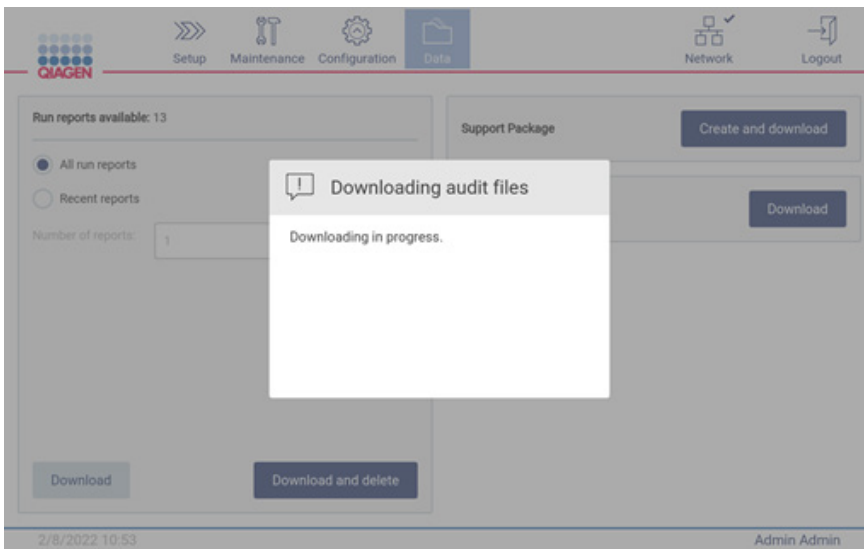 QIAGEN
Setup
Maintenance
Configuration
Data
Network
Logout
Run reports available: 13
All run reports
Recent reports
Number of reports:
1
Download
Download and delete
Support Package
Create and download
Download
Downloading audit files
Downloading in progress.
2/8/2022 10:53
Admin Admin